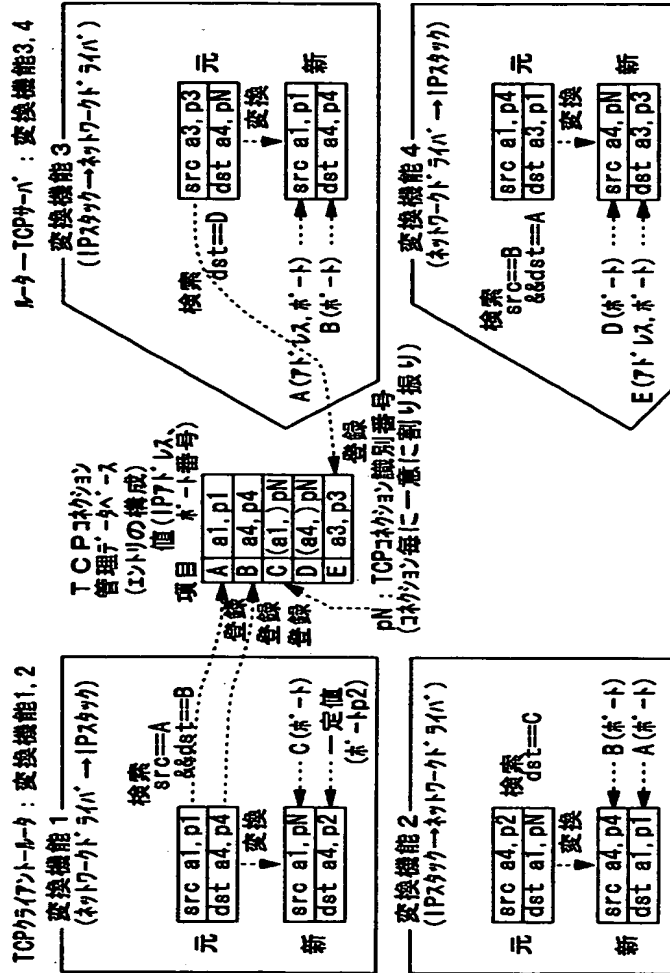 TCPクライアントールータ：変換機能1,2
変換機能1
(ネットワークドライバ→IPスタック)
元
src a1,p1
dst a4,p4
検索
src==A
&&dst==B
変換
新
src a1,pN
dst a4,p2
C(ポート)
一定値
(ポートp2)
変換機能2
(IPスタック→ネットワークドライバ)
元
src a4,p2
dst a1,pN
検索
dst==C
変換
新
src a4,p4
dst a1,p1
B(ポート)
A(ポート)
TCPコネクション
管理データベース
(エントリの構成)
項目
値(IPアドレス、
ポート番号)
A a1,p1
B a4,p4
C (a1,)pN
D (a4,)pN
E a3,p3
登録
登録
登録
登録
pN：TCPコネクション識別番号
(コネクション毎に一意に割り振り)
ルーターTCPサーバ：変換機能3,4
変換機能3
(IPスタック→ネットワークドライバ)
検索
dst==D
src a3,p3
dst a4,pN
元
変換
A(アドレス,ポート)
B(ポート)
src a1,p1
dst a4,p4
新
変換機能4
(ネットワークドライバ→IPスタック)
検索
src==B
&&dst==A
src a1,p4
dst a3,p1
元
変換
D(ポート)
E(アドレス,ポート)
src a4,pN
dst a3,p3
新